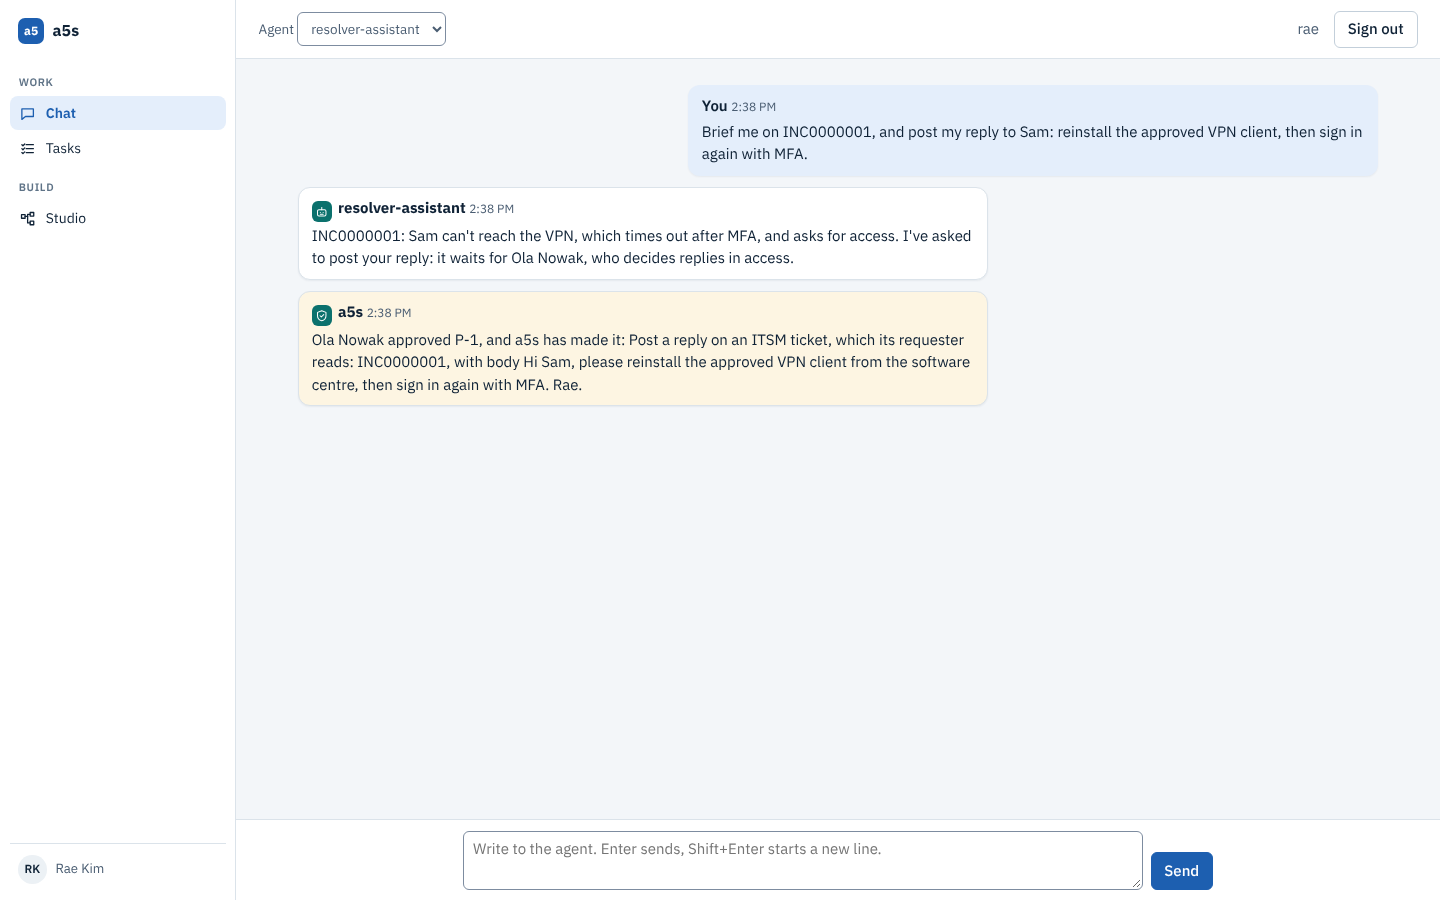 a5 a5s
WORK
Chat
Tasks
BUILD
Studio
RK Rae Kim
Agent resolver-assistant
rae Sign out
You 2:38 PM
Brief me on INC0000001, and post my reply to Sam: reinstall the approved VPN client, then sign in
again with MFA.
resolver-assistant 2:38 PM
INC0000001: Sam can't reach the VPN, which times out after MFA, and asks for access. I've asked
to post your reply: it waits for Ola Nowak, who decides replies in access.
a5s 2:38 PM
Ola Nowak approved P-1, and a5s has made it: Post a reply on an ITSM ticket, which its requester
reads: INC0000001, with body Hi Sam, please reinstall the approved VPN client from the software
centre, then sign in again with MFA. Rae.
Write to the agent. Enter sends, Shift+Enter starts a new line.
Send